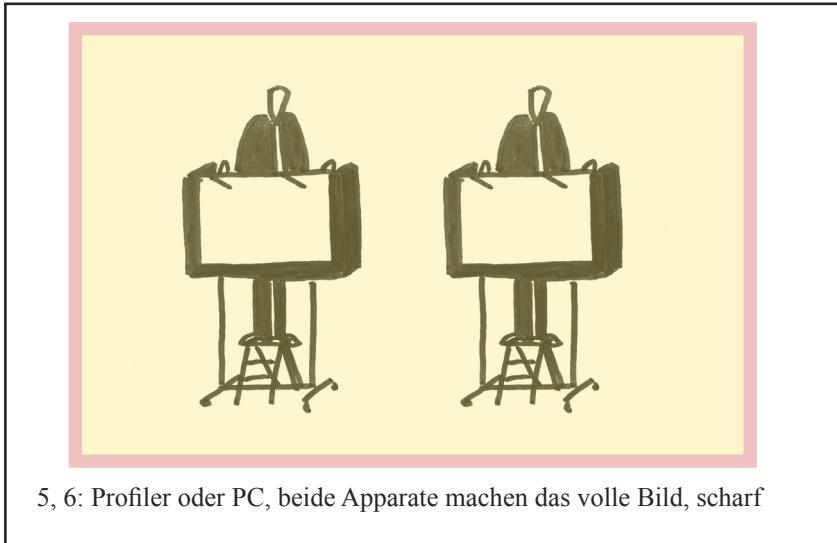 5, 6: Profiler oder PC, beide Apparate machen das volle Bild, scharf